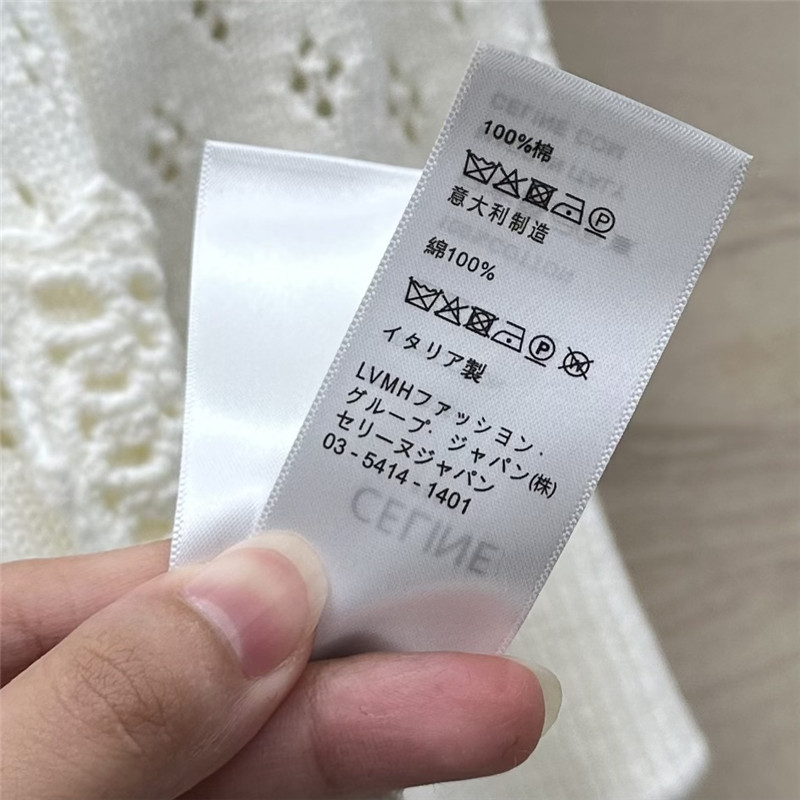 100%棉
意大利制造
綿100%
イタリア製
LVMHファッション・
グループ・ジャパン(株)
セリーヌジャパン
03-5414-1401
CELINE